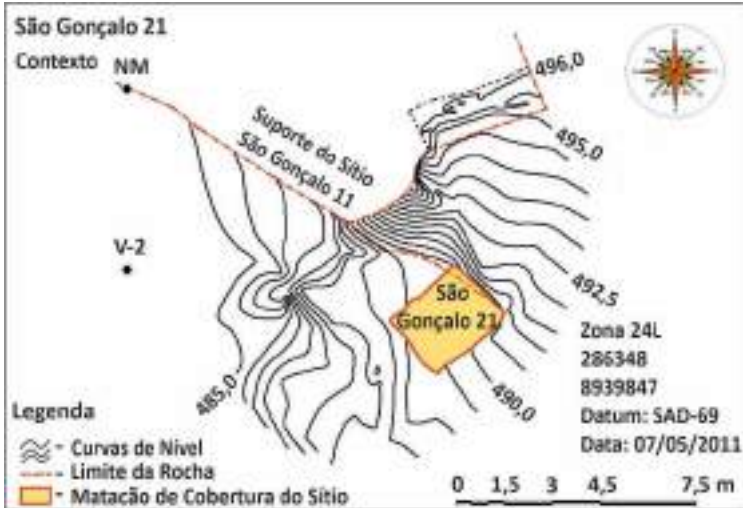 São Gonçalo 21
Contexto
NM
496,0
Suporte do Sítio
São Gonçalo 11
495,0
V-2
492,5
São
Gonçalo 21
Zona 24L
286348
8939847
Datum: SAD-69
Data: 07/05/2011
485,0
490,0
Legenda
- Curvas de Nível
- Limite da Rocha
- Matacão de Cobertura do Sítio
0 1,5 3 4,5 7,5 m